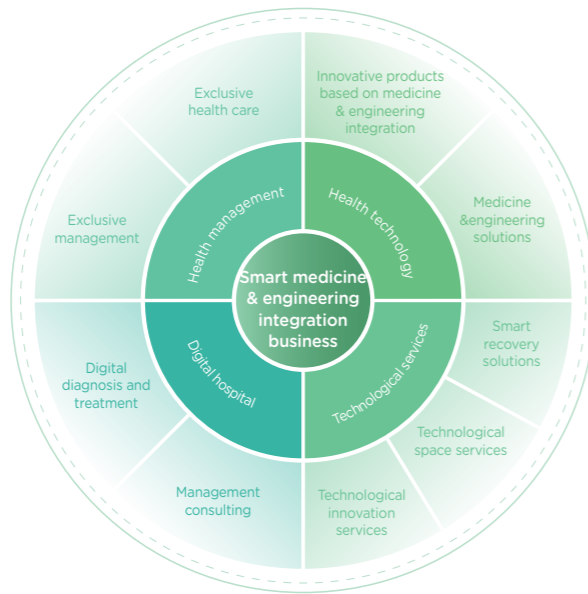 Exclusive
health care
Innovative products
based on medicine
& engineering
integration
Exclusive
management
Health management
Health technology
Medicine
&engineering
solutions
Smart medicine
& engineering
integration
business
Digital
diagnosis and
treatment
Digital hospital
Technological services
Smart
recovery
solutions
Technological
space services
Management
consulting
Technological
innovation
services